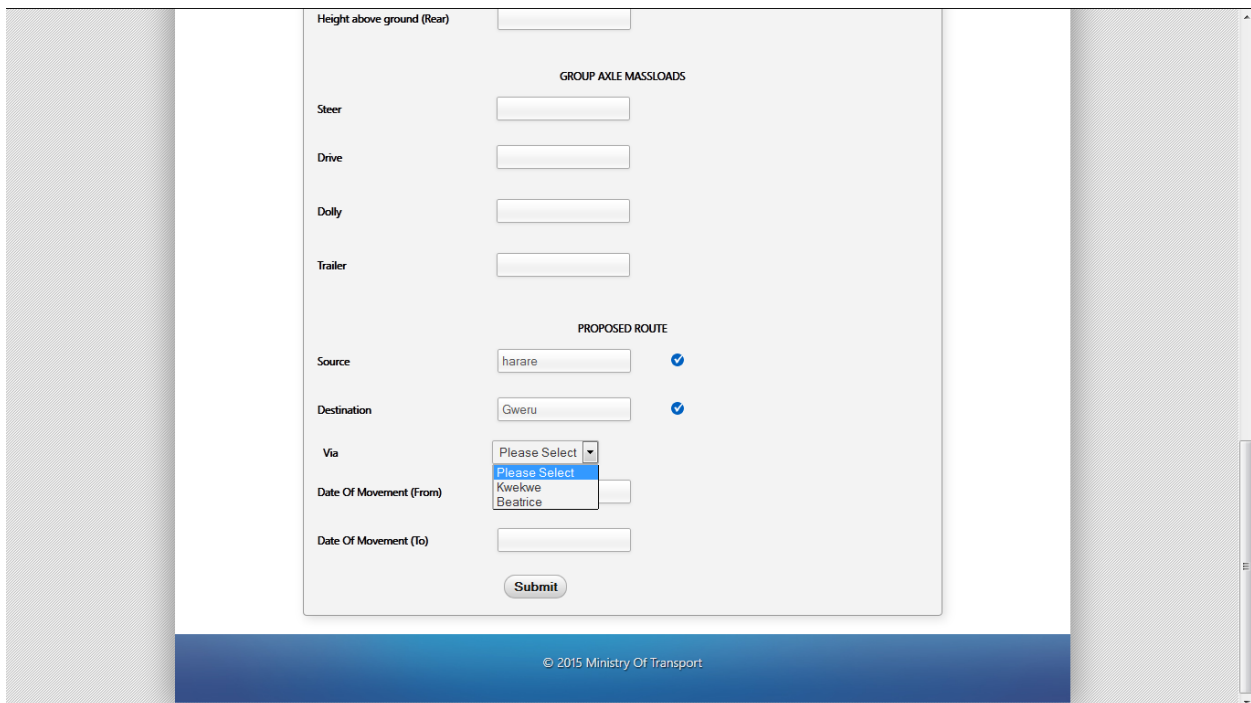 Height above ground (Rear)
GROUP AXLE MASSLOADS
Steer
Drive
Dolly
Trailer
PROPOSED ROUTE
Source harare
Destination Gweru
Via Please Select
Please Select
Kwekwe
Date Of Movement (From)
Beatrice
Date Of Movement (To)
Submit
© 2015 Ministry Of Transport